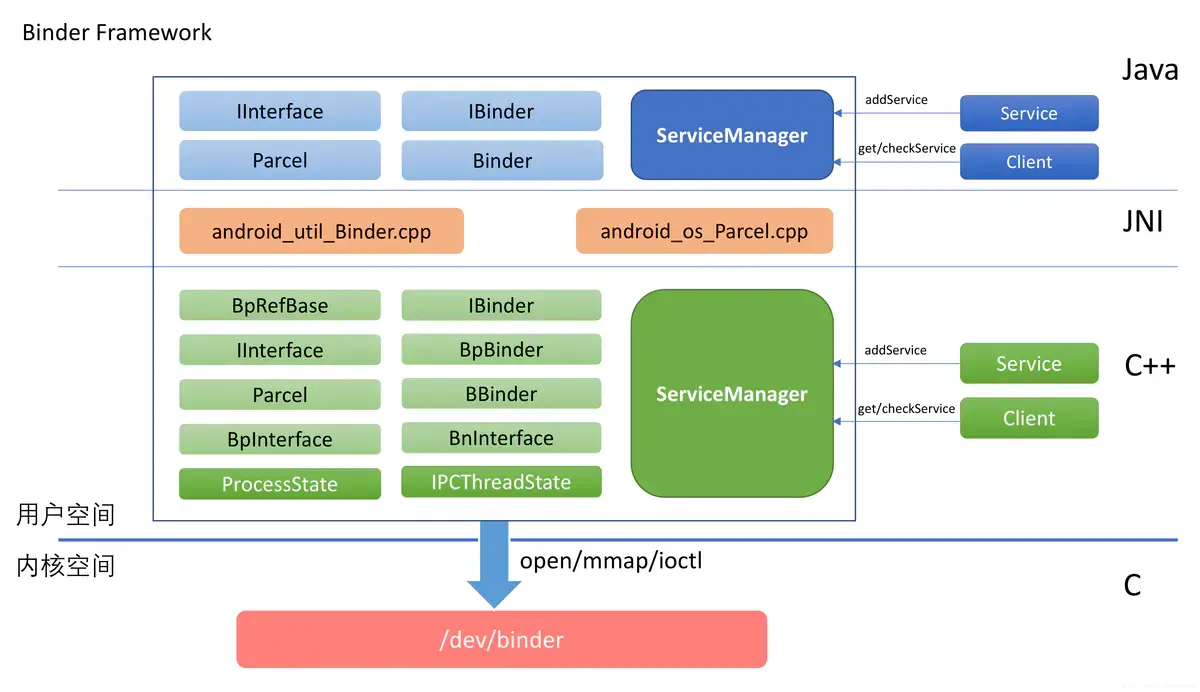 Binder Framework
Java
IInterface
IBinder
ServiceManager
addService
Service
Parcel
Binder
get/checkService
Client
JNI
android_util_Binder.cpp
android_os_Parcel.cpp
C++
BpRefBase
IBinder
IInterface
BpBinder
Parcel
BBinder
BpInterface
BnInterface
ProcessState
IPCThreadState
ServiceManager
addService
Service
get/checkService
Client
用户空间
内核空间
open/mmap/ioctl
C
/dev/binder